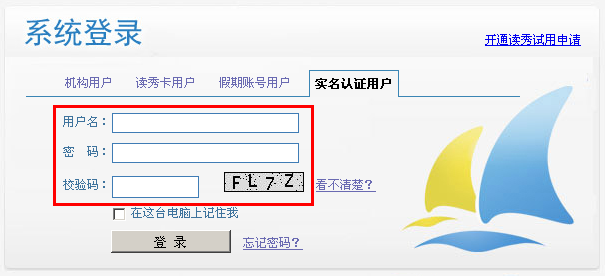 系统登录
开通读秀试用申请
机构用户 读秀卡用户 假期账号用户 实名认证用户
用户名：
密 码：
校验码： FL7Z 看不清楚？
在这台电脑上记住我
登 录 忘记密码？